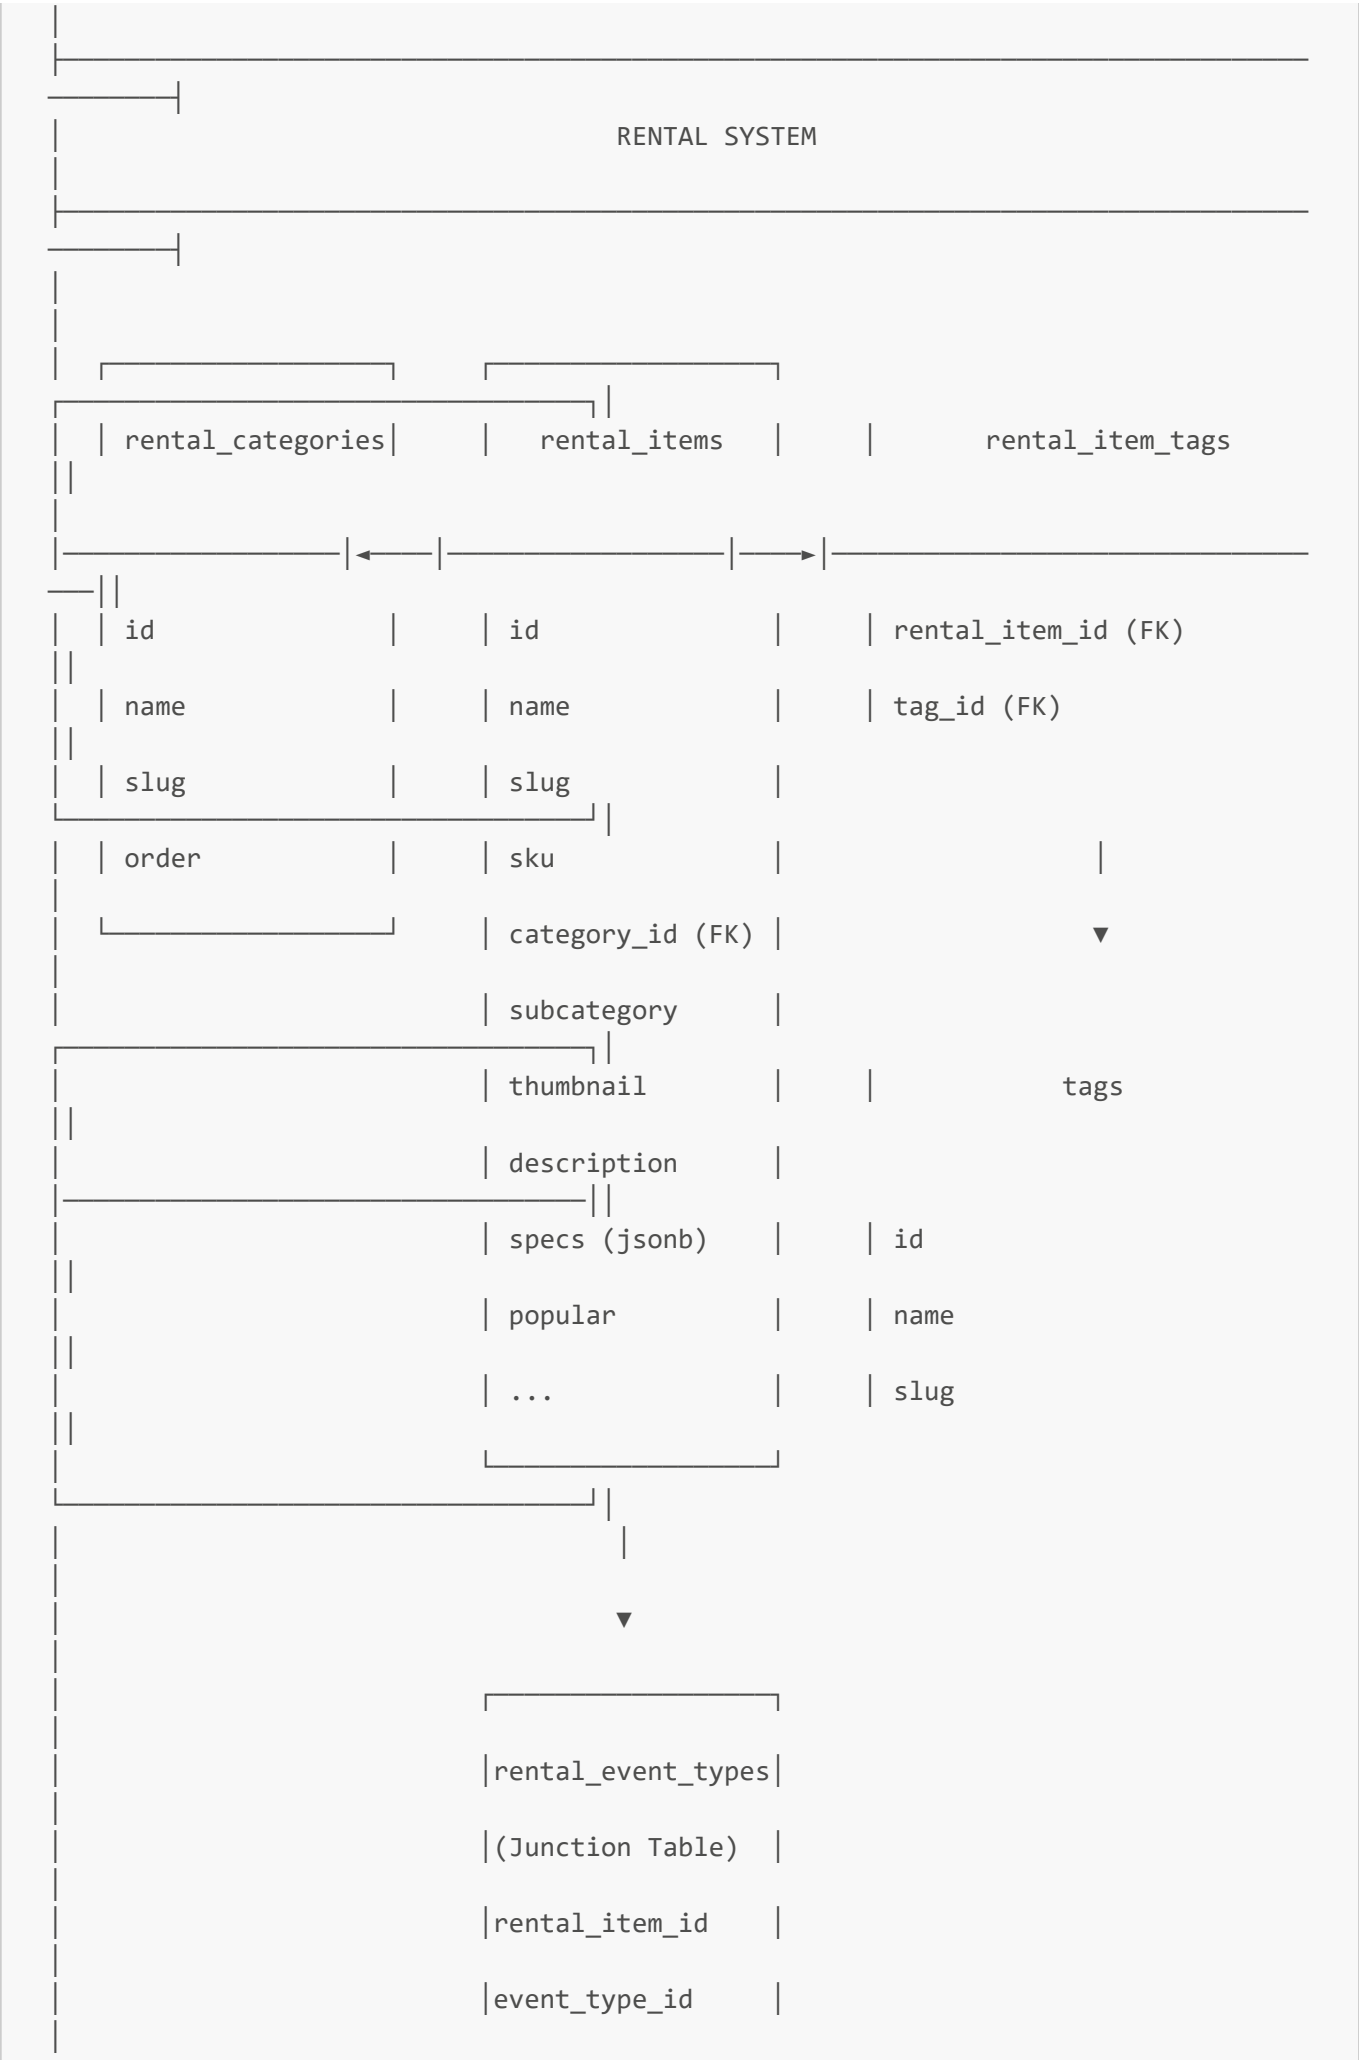 RENTAL SYSTEM
rental_categories rental_items rental_item_tags
id id rental_item_id (FK)
name name tag_id (FK)
slug slug
order sku
category_id (FK)
subcategory
thumbnail tags
description
specs (jsonb) id
popular name
... slug
rental_event_types
(Junction Table)
rental_item_id
event_type_id